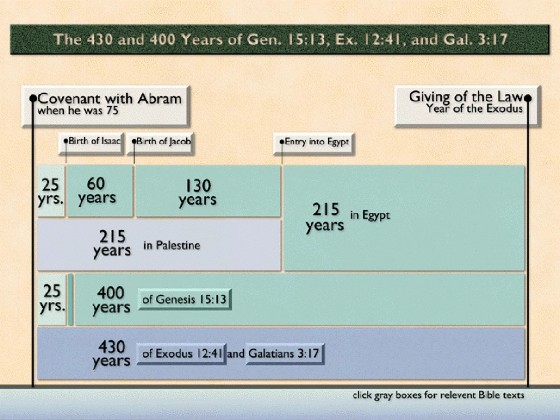 The 430 and 400 Years of Gen. 15:13, Ex. 12:41, and Gal. 3:17
Covenant with Abram
when he was 75
Giving of the Law
Year of the Exodus
Birth of Isaac
Birth of Jacob
Entry into Egypt
25
yrs.
60
years
130
years
215
years
in Egypt
215
years
in Palestine
25
yrs.
400
years
of Genesis 15:13
430
years
of Exodus 12:41 and Galatians 3:17
click gray boxes for relevent Bible texts